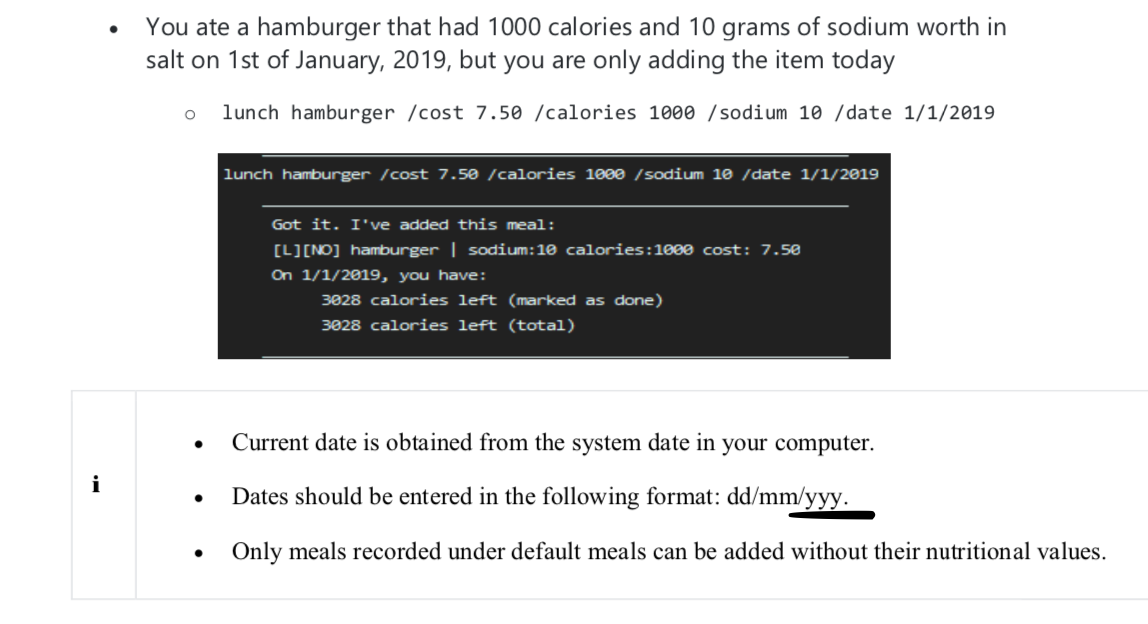 • You ate a hamburger that had 1000 calories and 10 grams of sodium worth in
salt on 1st of January, 2019, but you are only adding the item today
o lunch hamburger /cost 7.50 /calories 1000 /sodium 10 /date 1/1/2019
lunch hamburger /cost 7.50 /calories 1000 /sodium 10 /date 1/1/2019
Got it. I've added this meal:
[L][NO] hamburger | sodium:10 calories:1000 cost: 7.50
On 1/1/2019, you have:
3028 calories left (marked as done)
3028 calories left (total)
• Current date is obtained from the system date in your computer.
i
• Dates should be entered in the following format: dd/mm/yyy.
• Only meals recorded under default meals can be added without their nutritional values.